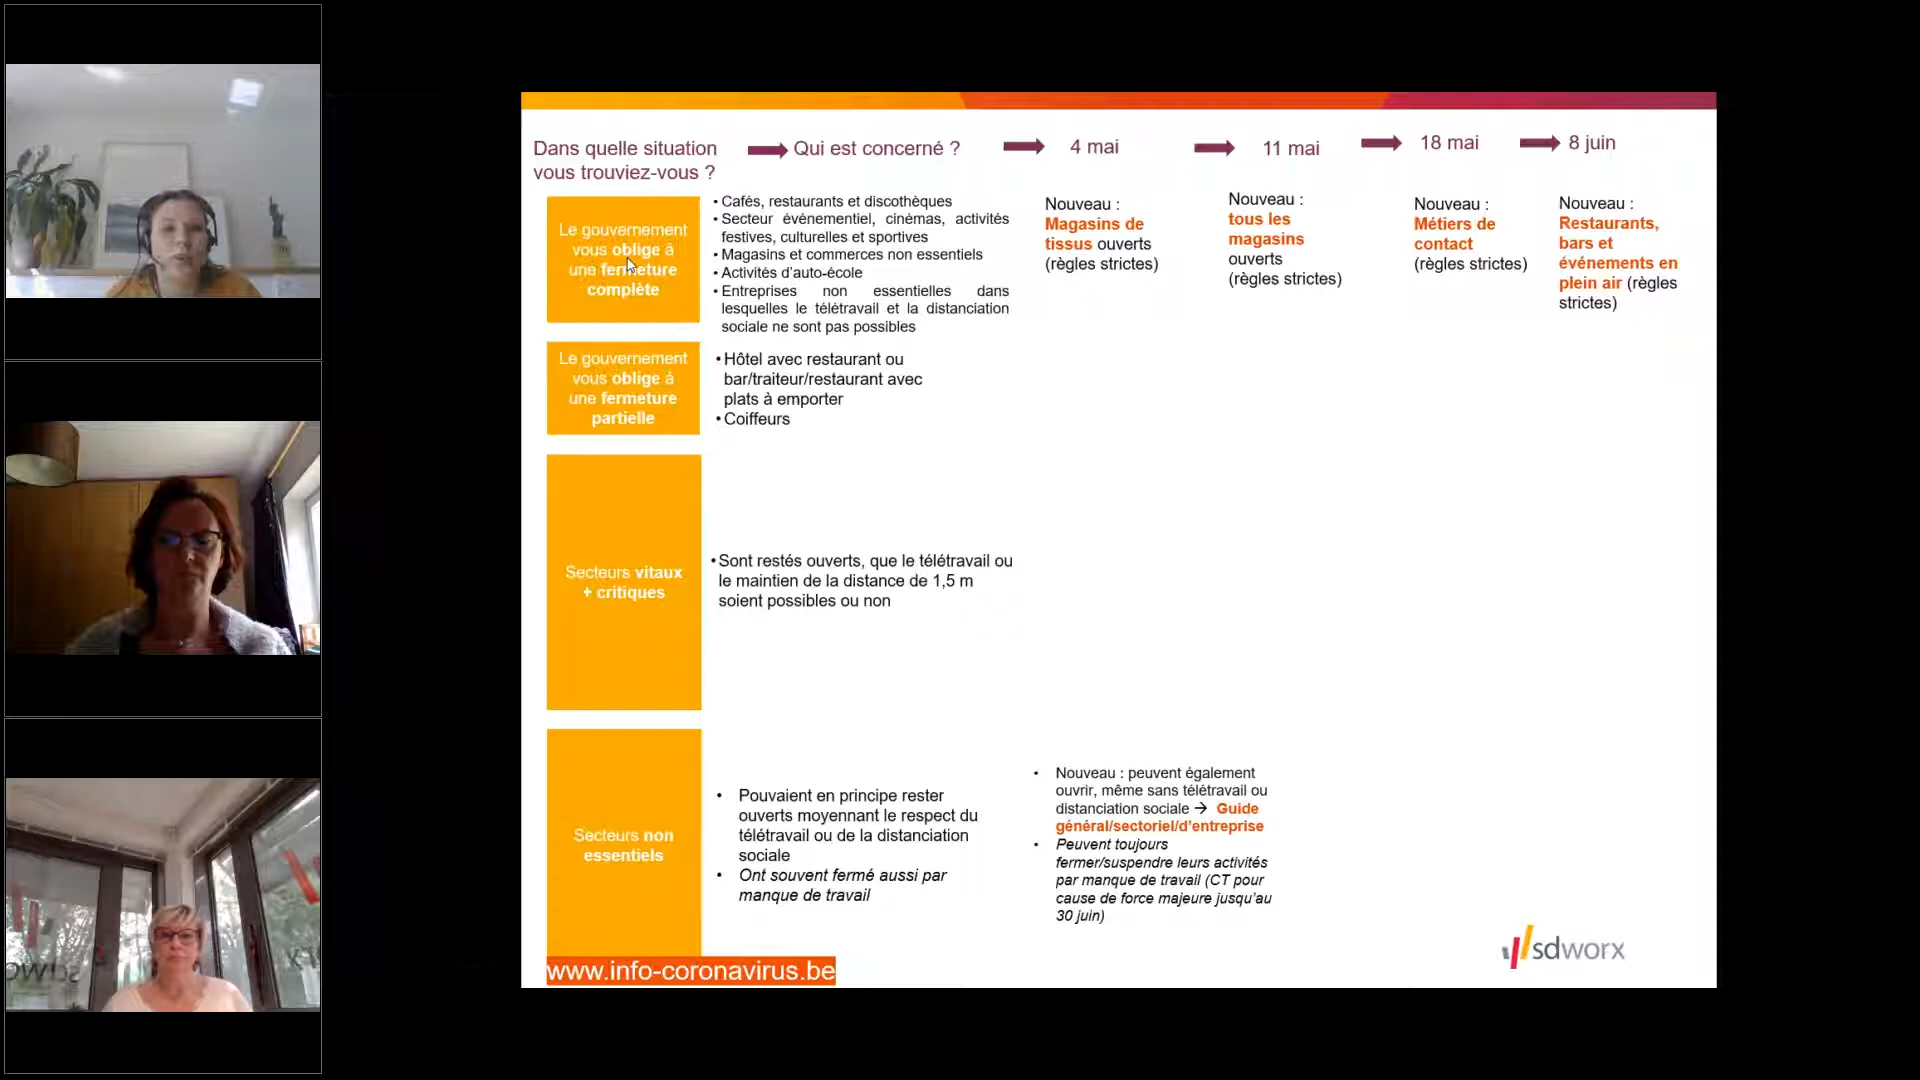 Dans quelle situation
vous trouviez-vous ?
Qui est concerné ?
4 mai
11 mai
18 mai
8 juin
Le gouvernement
vous oblige à
une fermeture
complète
• Cafés, restaurants et discothèques
• Secteur événementiel, cinémas, activités
festives, culturelles et sportives
• Magasins et commerces non essentiels
• Activités d'auto-école
• Entreprises non essentielles dans
lesquelles le télétravail et la distanciation
sociale ne sont pas possibles
Nouveau :
Magasins de
tissus ouverts
(règles strictes)
Nouveau :
tous les
magasins
ouverts
(règles strictes)
Nouveau :
Métiers de
contact
(règles strictes)
Nouveau :
Restaurants,
bars et
événements en
plein air (règles
strictes)
Le gouvernement
vous oblige à
une fermeture
partielle
• Hôtel avec restaurant ou
bar/traiteur/restaurant avec
plats à emporter
• Coiffeurs
Secteurs vitaux
+ critiques
• Sont restés ouverts, que le télétravail ou
le maintien de la distance de 1,5 m
soient possibles ou non
Secteurs non
essentiels
• Pouvaient en principe rester
ouverts moyennant le respect du
télétravail ou de la distanciation
sociale
• Ont souvent fermé aussi par
manque de travail
• Nouveau : peuvent également
ouvrir, même sans télétravail ou
distanciation sociale → Guide
général/sectoriel/d'entreprise
• Peuvent toujours
fermer/suspendre leurs activités
par manque de travail (CT pour
cause de force majeure jusqu'au
30 juin)
www.info-coronavirus.be
sdworx